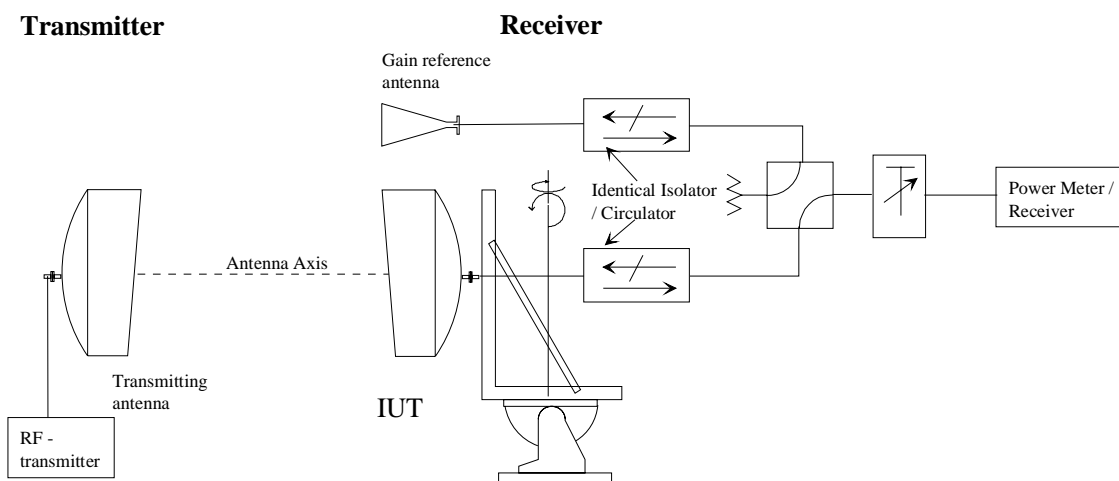 Transmitter
Receiver
Gain reference
antenna
Identical Isolator
/ Circulator
Power Meter /
Receiver
Antenna Axis
Transmitting
antenna
IUT
RF -
transmitter